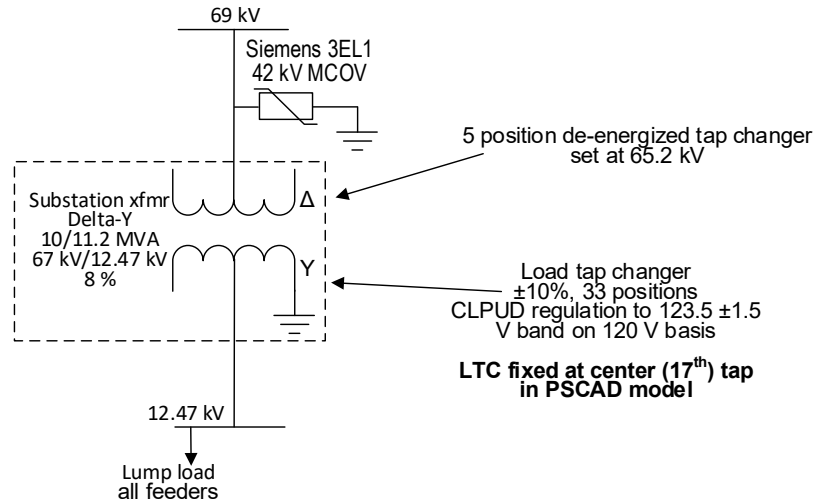 69 kV
Siemens 3EL1
42 kV MCOV
5 position de-energized tap changer
set at 65.2 kV
Substation xfmr
Delta-Y
10/11.2 MVA
67 kV/12.47 kV
8 %
Δ
Y
Load tap changer
±10%, 33 positions
CLPUD regulation to 123.5 ±1.5
V band on 120 V basis
LTC fixed at center (17th) tap
in PSCAD model
12.47 kV
Lump load
all feeders